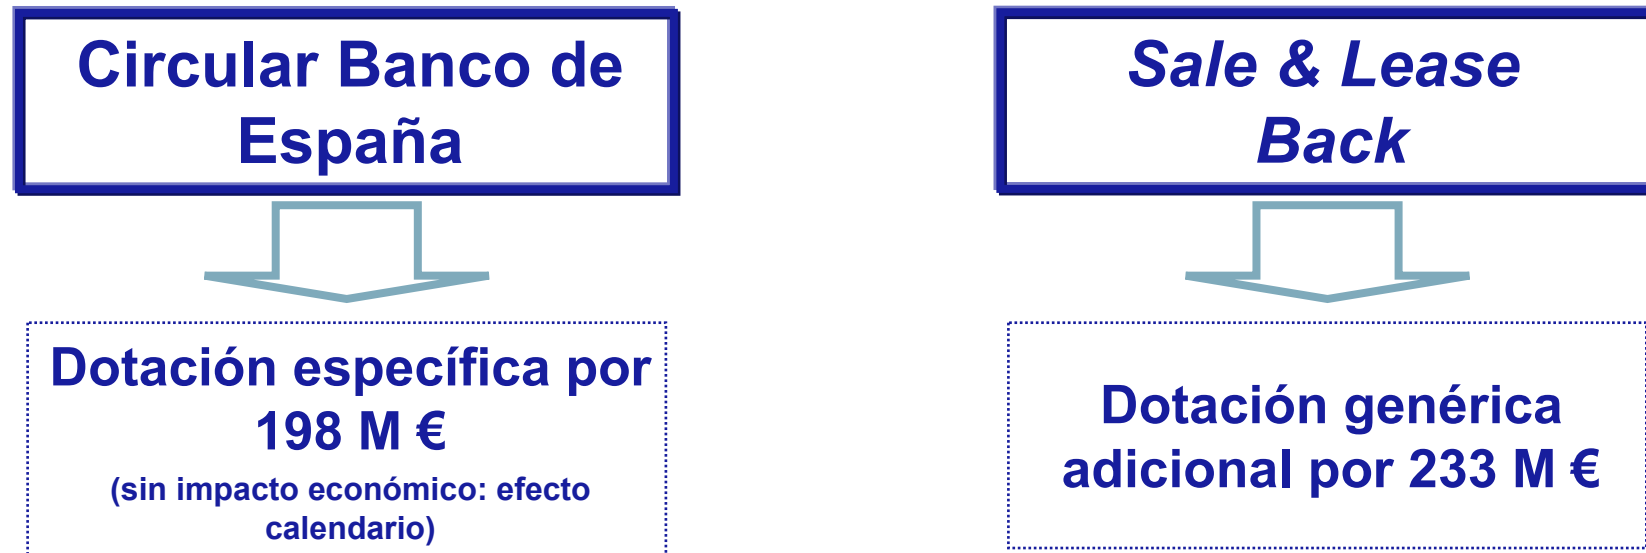 Circular Banco de
España
Dotación específica por
198 M €
(sin impacto económico: efecto
calendario)
Sale & Lease
Back
Dotación genérica
adicional por 233 M €